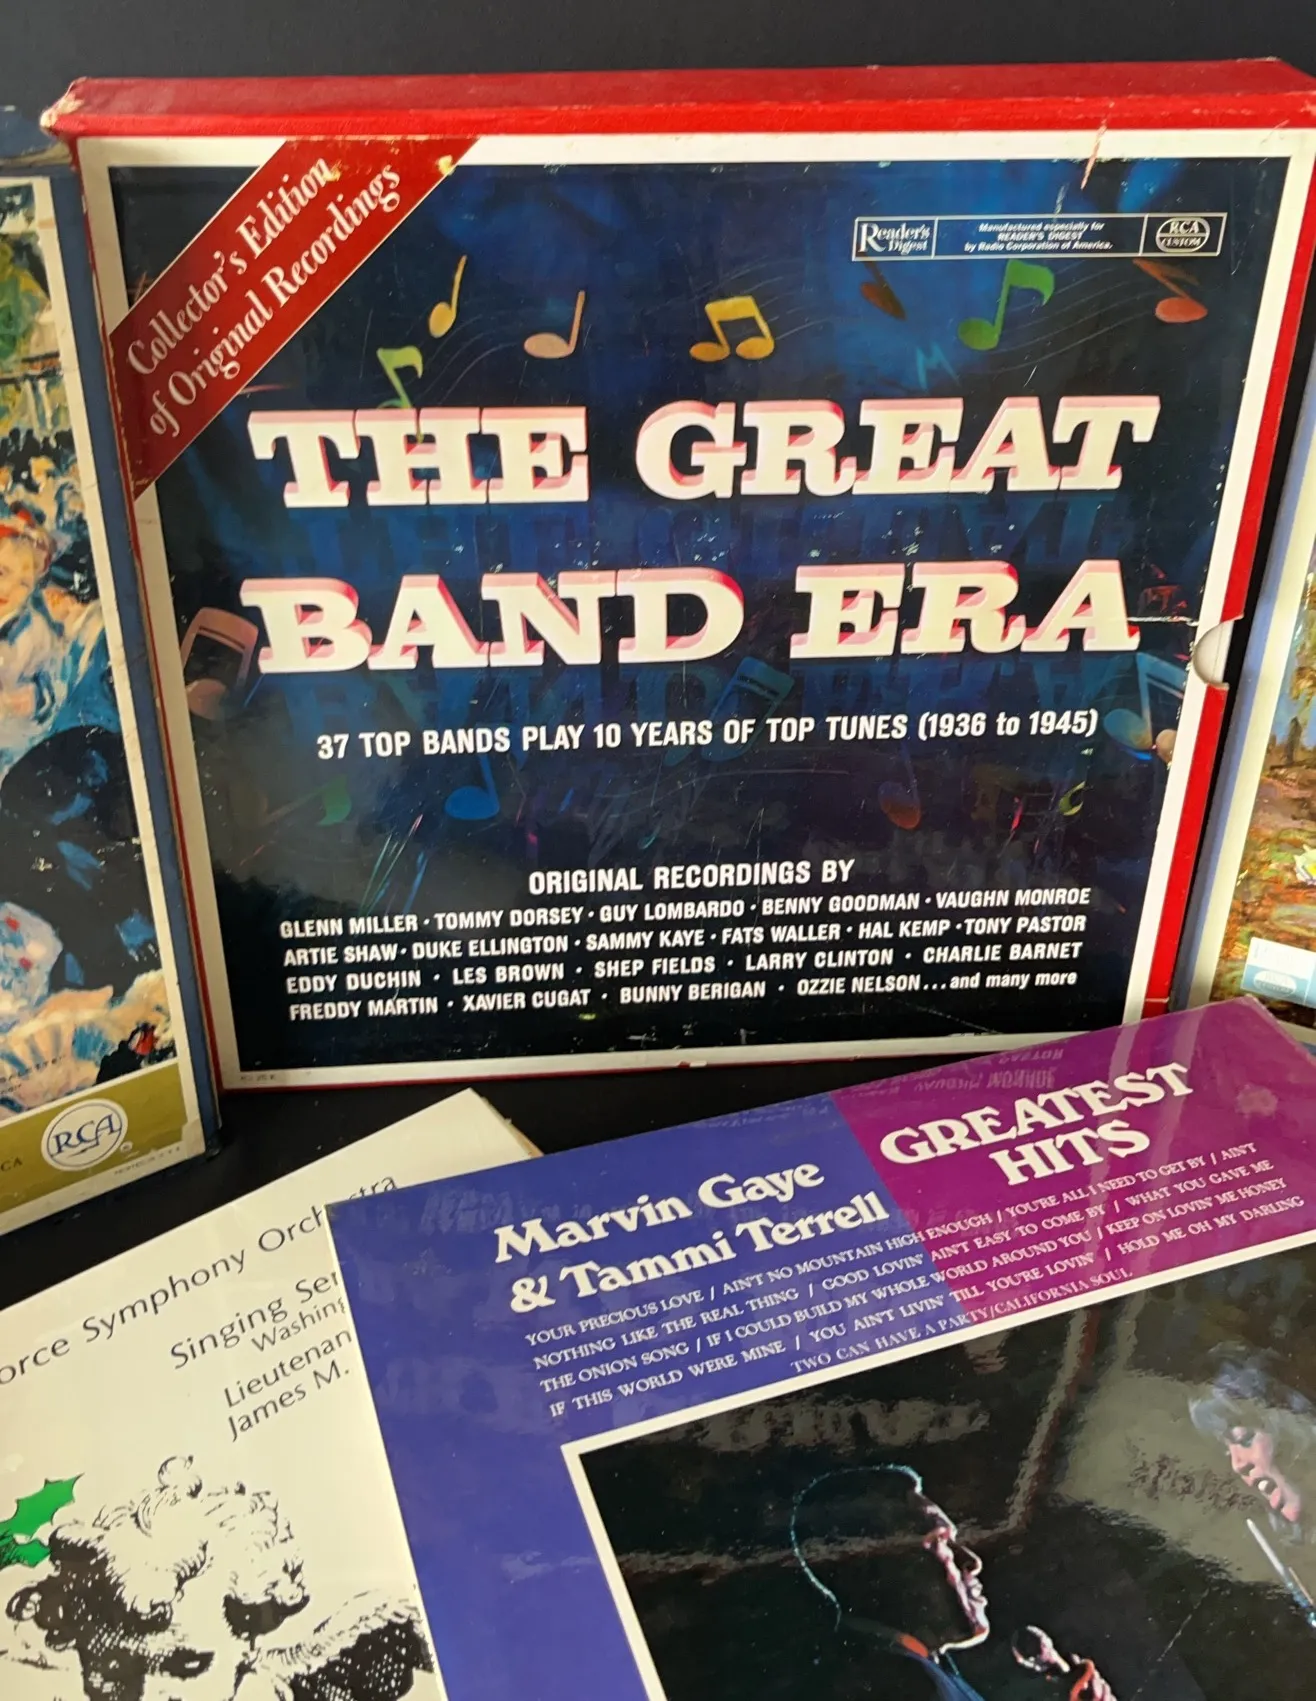 Collector's Edition
of Original Recordings
Reader's
Digest
Manufactured especially for
READER'S DIGEST
by Radio Corporation of America.
RCA
CUSTOM
THE GREAT
BAND ERA
37 TOP BANDS PLAY 10 YEARS OF TOP TUNES (1936 to 1945)
ORIGINAL RECORDINGS BY
GLENN MILLER · TOMMY DORSEY · GUY LOMBARDO · BENNY GOODMAN · VAUGHN MONROE
ARTIE SHAW · DUKE ELLINGTON · SAMMY KAYE · FATS WALLER · HAL KEMP · TONY PASTOR
EDDY DUCHIN · LES BROWN · SHEP FIELDS · LARRY CLINTON · CHARLIE BARNET
FREDDY MARTIN · XAVIER CUGAT · BUNNY BERIGAN · OZZIE NELSON...and many more
CA
RCA
orce Symphony Orchestra
Singing Ser
Washing
Lieutenan
James M.
Marvin Gaye
& Tammi Terrell
GREATEST
HITS
YOUR PRECIOUS LOVE / AIN'T NO MOUNTAIN HIGH ENOUGH / YOU'RE ALL I NEED TO GET BY / AIN'T
NOTHING LIKE THE REAL THING / GOOD LOVIN' AIN'T EASY TO COME BY / WHAT YOU GAVE ME
THE ONION SONG / IF I COULD BUILD MY WHOLE WORLD AROUND YOU / KEEP ON LOVIN' ME HONEY
IF THIS WORLD WERE MINE / YOU AIN'T LIVIN' TILL YOU'RE LOVIN' / HOLD ME OH MY DARLING
TWO CAN HAVE A PARTY/CALIFORNIA SOUL